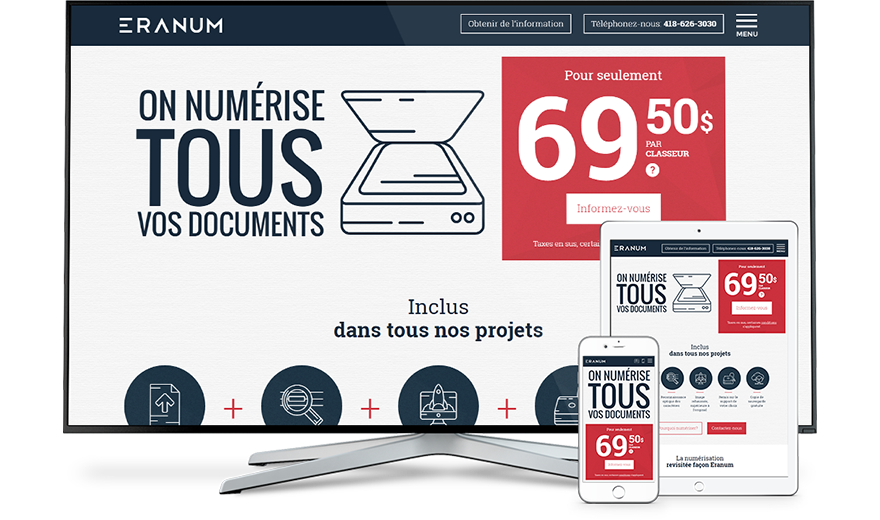 ERANUM
Obtenir de l'information
Téléphonez-nous: 418-626-3030
MENU
ON NUMÉRISE
TOUS
VOS DOCUMENTS
Pour seulement
69 50$
PAR
CLASSEUR
?
Informez-vous
Taxes en sus, certai
Inclus
dans tous nos projets
+ + +
ERANUM
Obtenir de l'information
Téléphonez-nous: 418-626-3030
ON NUMÉRISE
TOUS
VOS DOCUMENTS
Pour seulement
69 50$
PAR
CLASSEUR
?
Informez-vous
Inclus
dans tous nos projets
Contactez-nous
La numérisation
revisitée façon Eranum
ERANUM
ON NUMÉRISE
TOUS
VOS DOCUMENTS
Pour seulement
69 50$
Informez-vous